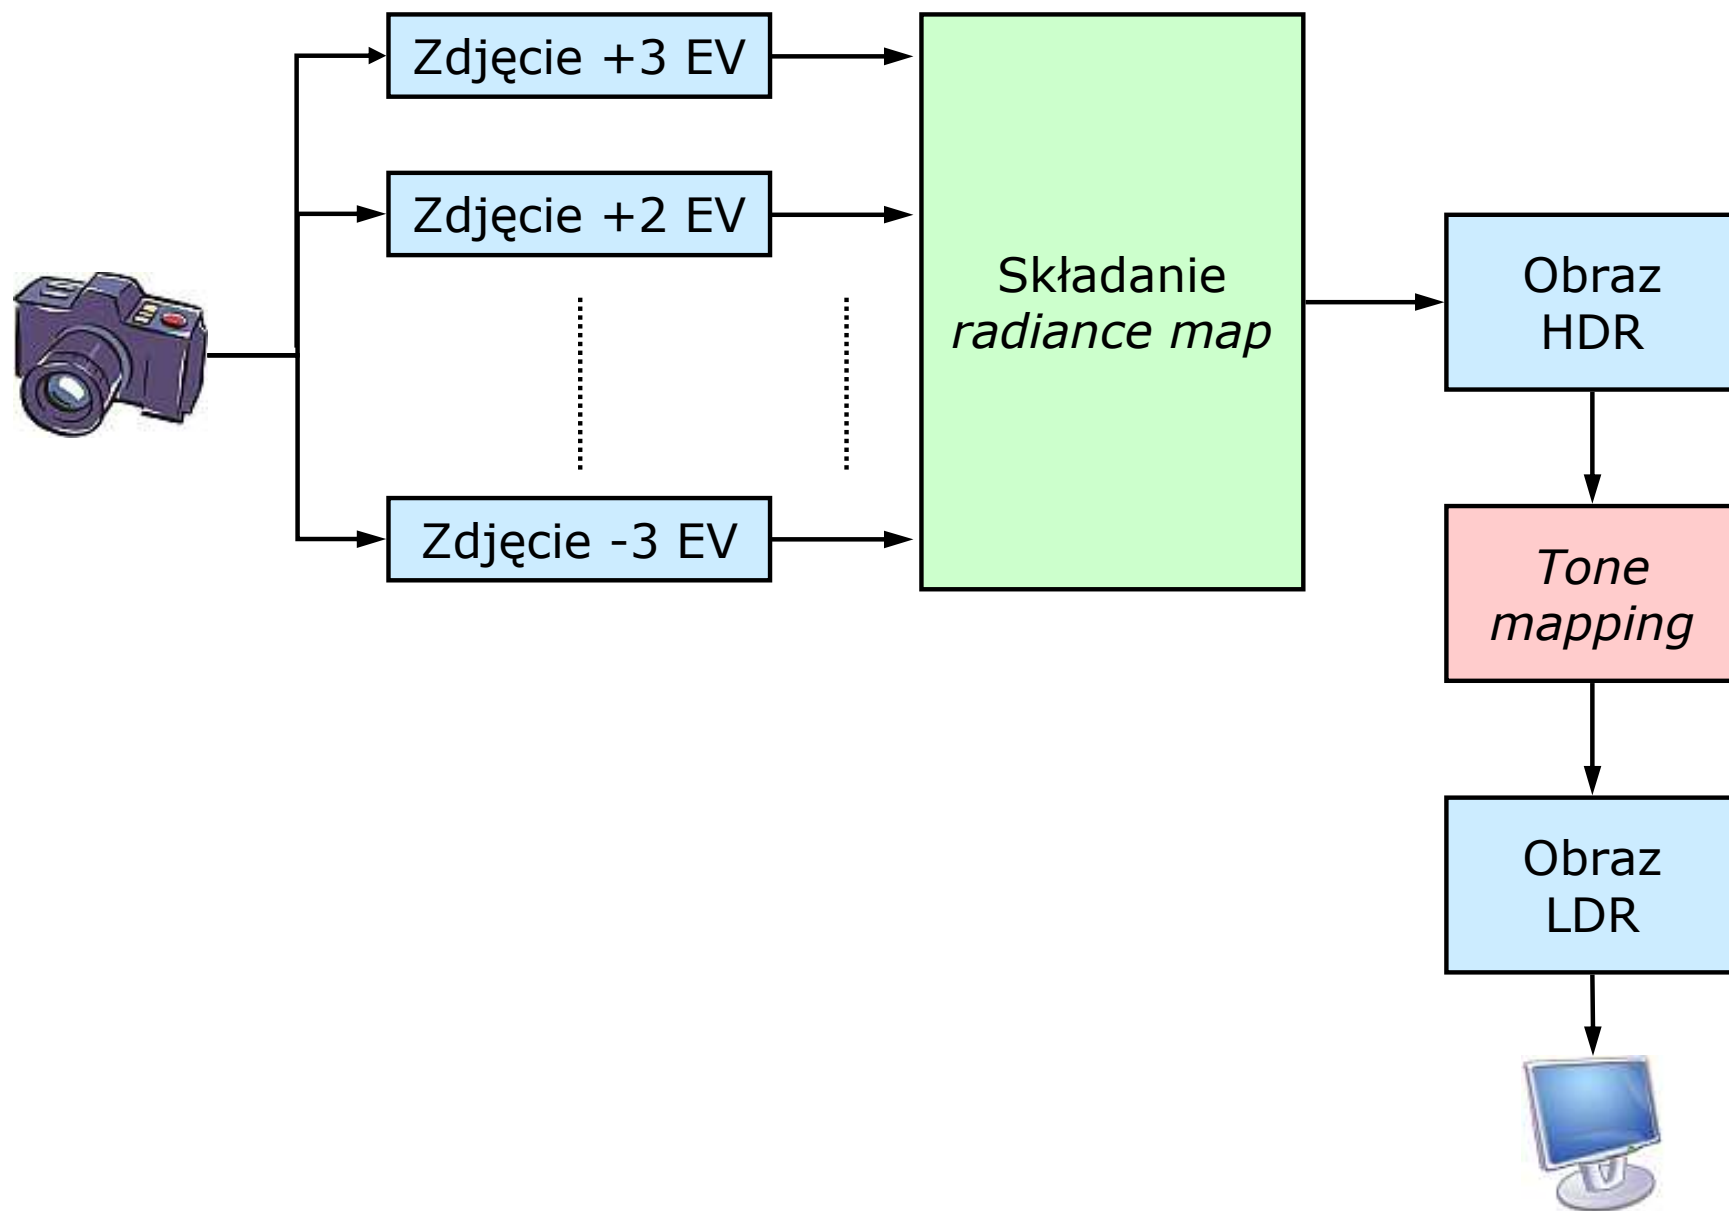 Zdjęcie +3 EV
Zdjęcie +2 EV
Zdjęcie -3 EV
Składanie
radiance map
Obraz
HDR
Tone
mapping
Obraz
LDR